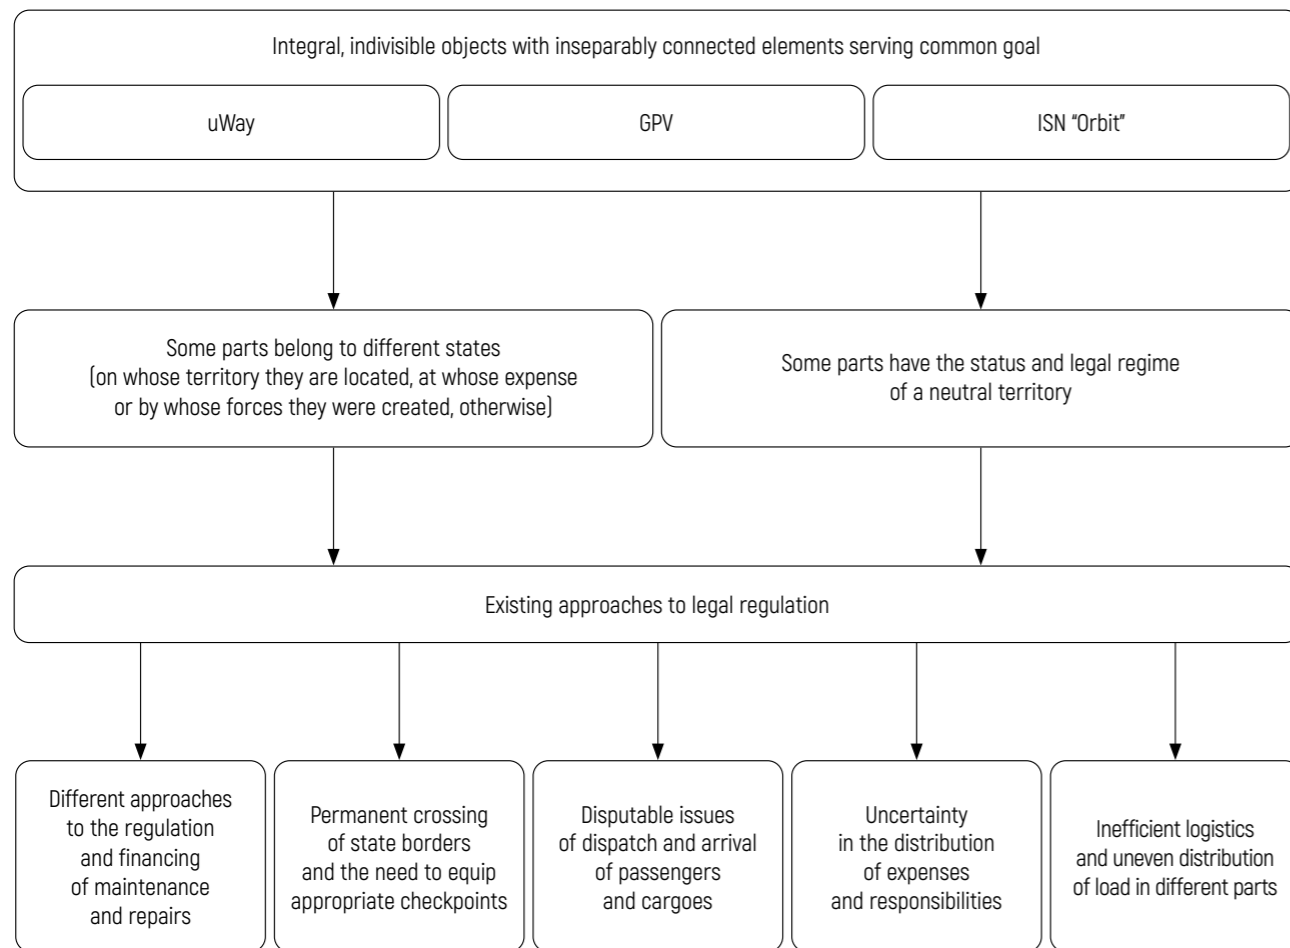 Integral, indivisible objects with inseparably connected elements serving common goal
uWay
GPV
ISN “Orbit”
Some parts belong to different states
(on whose territory they are located, at whose expense
or by whose forces they were created, otherwise)
Some parts have the status and legal regime
of a neutral territory
Existing approaches to legal regulation
Different approaches
to the regulation
and financing
of maintenance
and repairs
Permanent crossing
of state borders
and the need to equip
appropriate checkpoints
Disputable issues
of dispatch and arrival
of passengers
and cargoes
Uncertainty
in the distribution
of expenses
and responsibilities
Inefficient logistics
and uneven distribution
of load in different parts